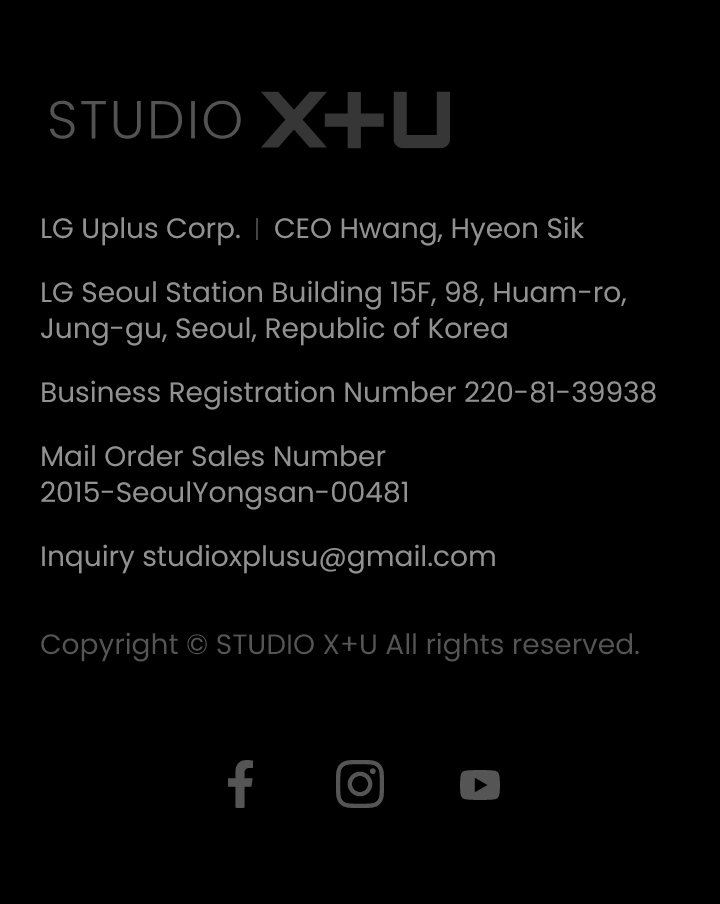 STUDIO X+U
LG Uplus Corp. | CEO Hwang, Hyeon Sik
LG Seoul Station Building 15F, 98, Huam-ro,
Jung-gu, Seoul, Republic of Korea
Business Registration Number 220-81-39938
Mail Order Sales Number
2015-SeoulYongsan-00481
Inquiry studioxplusu@gmail.com
Copyright © STUDIO X+U All rights reserved.